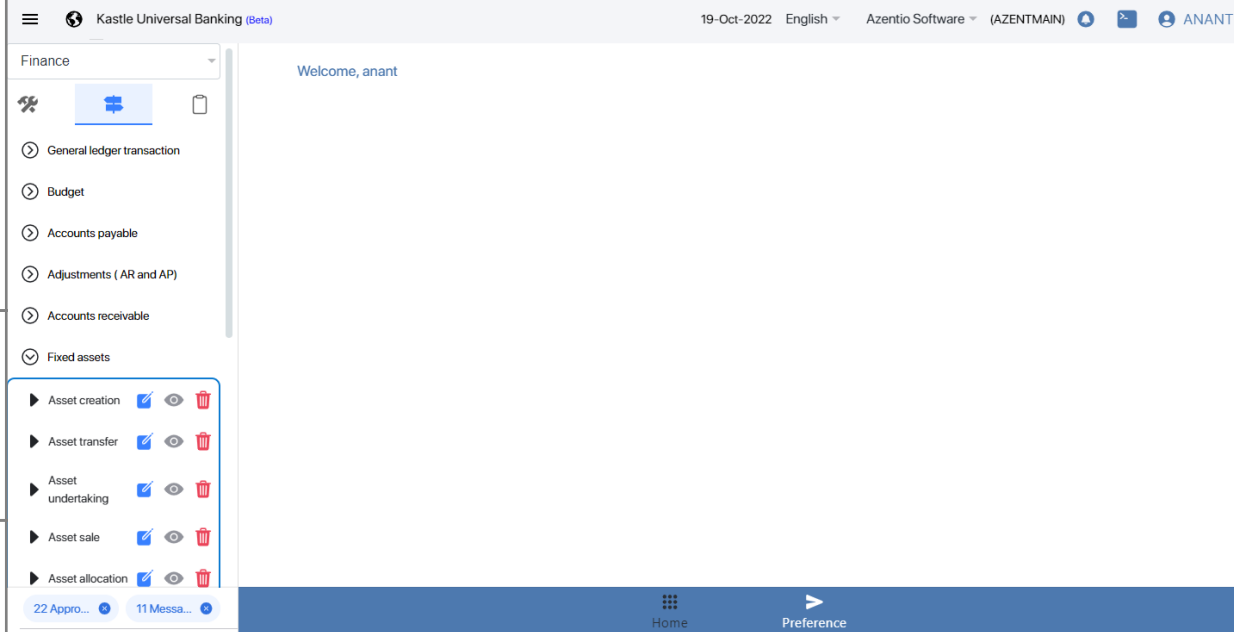 Kastle Universal Banking (Beta)
19-Oct-2022 English Azentio Software (AZENTMAIN) ANANT
Finance
Welcome, anant
General ledger transaction
Budget
Accounts payable
Adjustments ( AR and AP)
Accounts receivable
Fixed assets
Asset creation
Asset transfer
Asset
undertaking
Asset sale
Asset allocation
22 Appro... 11 Messa...
Home
Preference